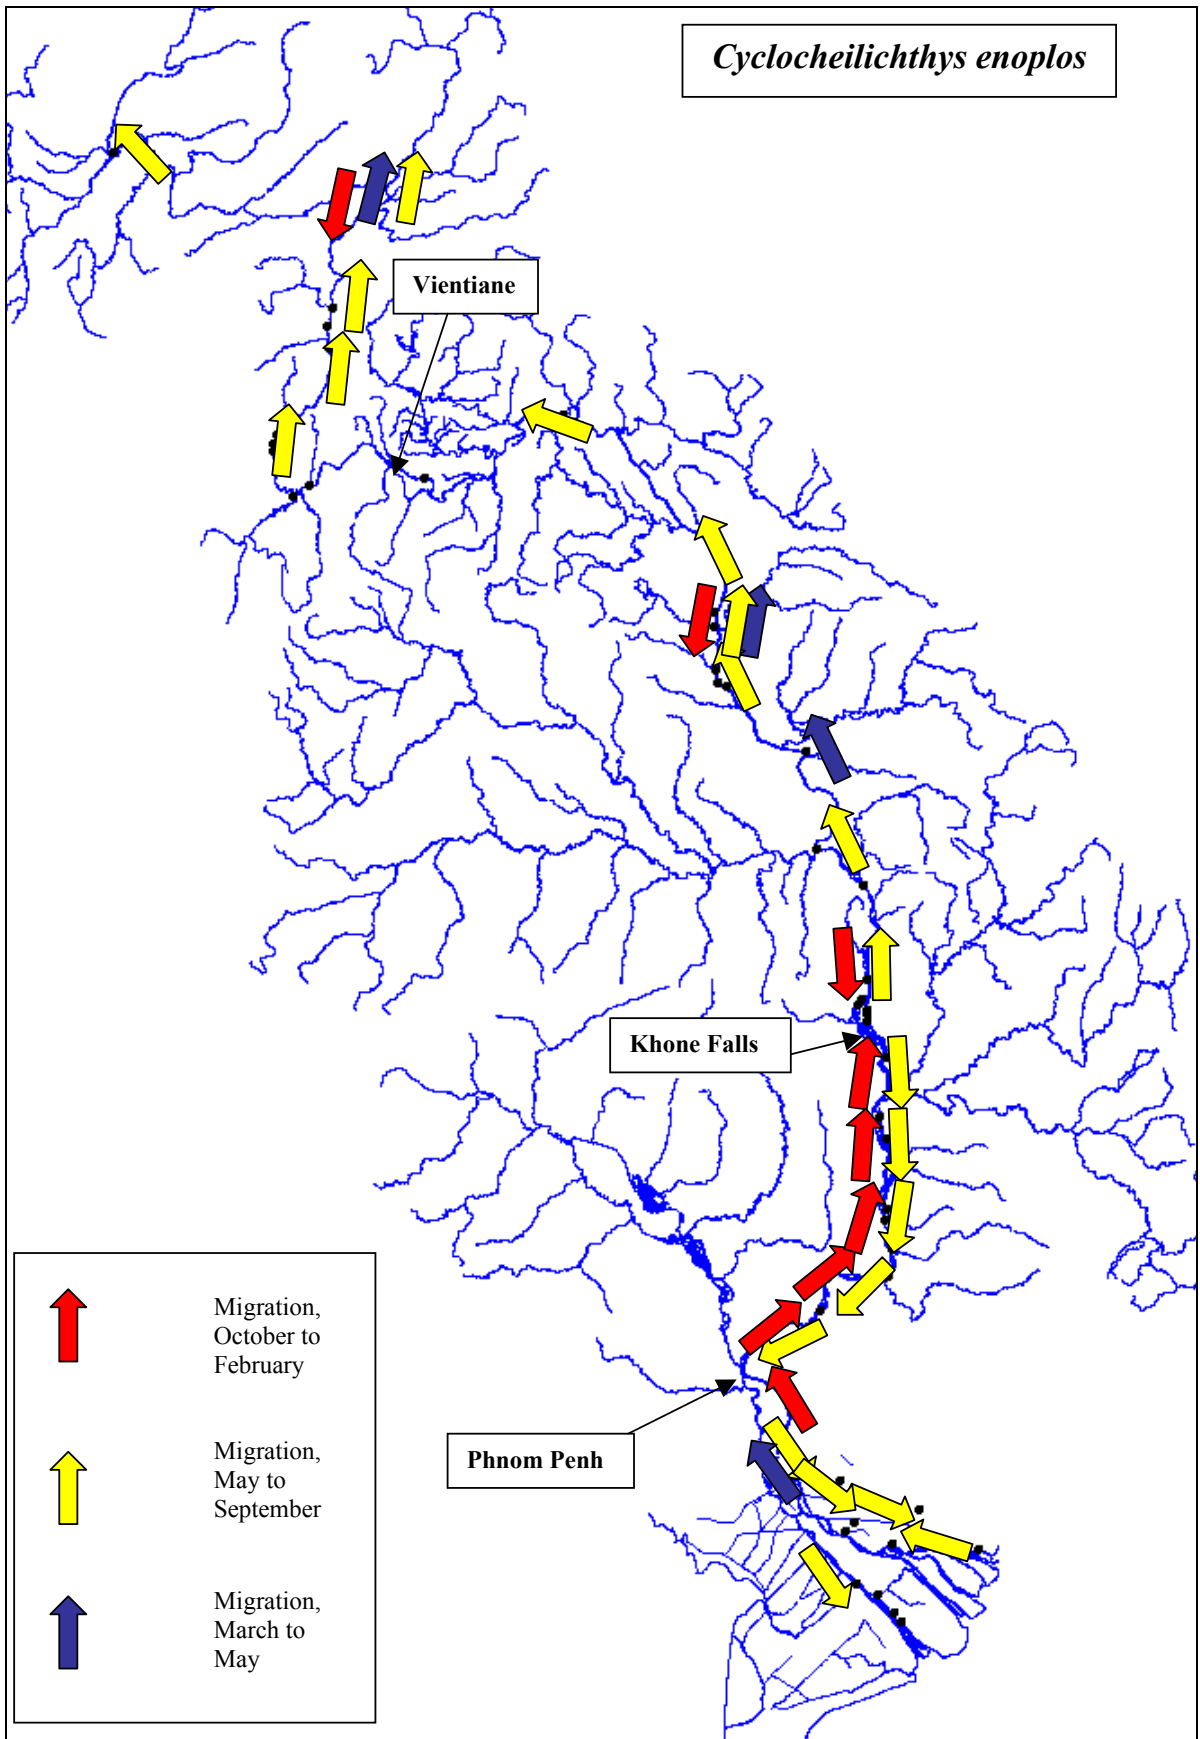 Cyclocheilichthys enoplos
Vientiane
Khone Falls
Phnom Penh
Migration,
October to
February
Migration,
May to
September
Migration,
March to
May